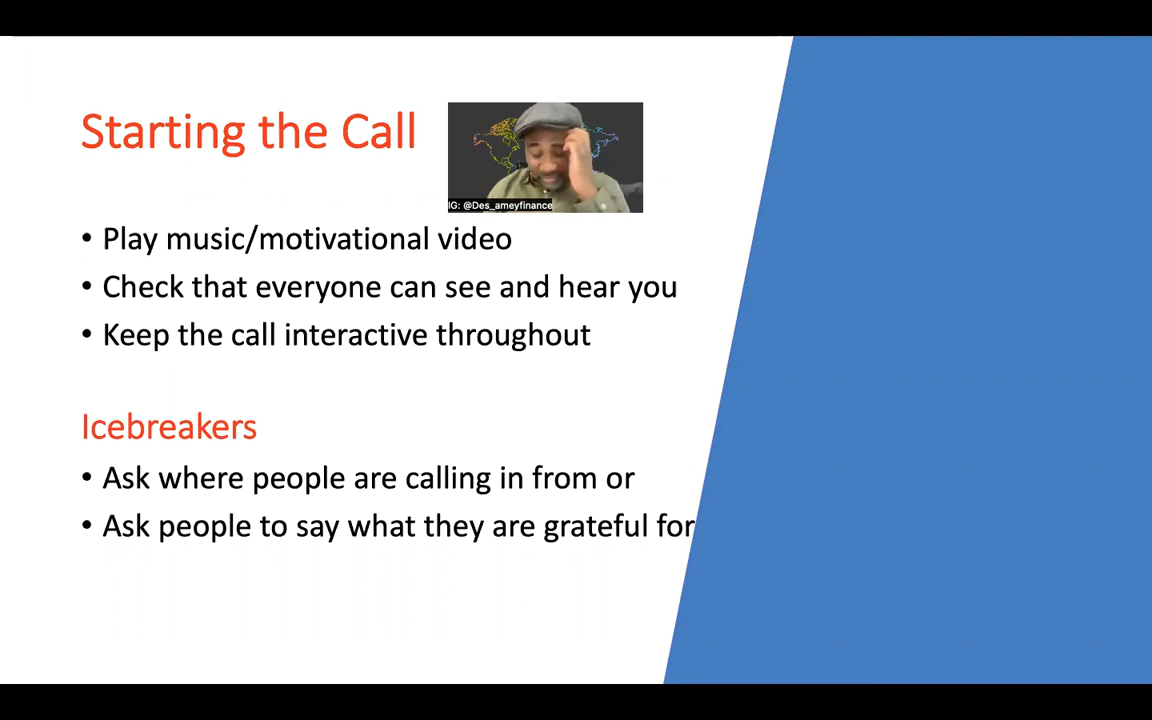 Starting the Call
IG: @Des_ameyfinance
• Play music/motivational video
• Check that everyone can see and hear you
• Keep the call interactive throughout
Icebreakers
• Ask where people are calling in from or
• Ask people to say what they are grateful for